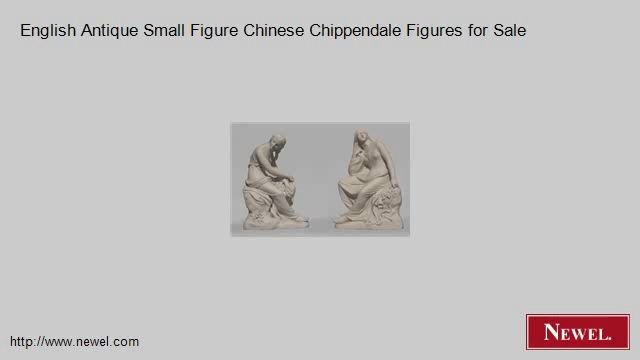 English Antique Small Figure Chinese Chippendale Figures for Sale
NEWEL.
http://www.newel.com